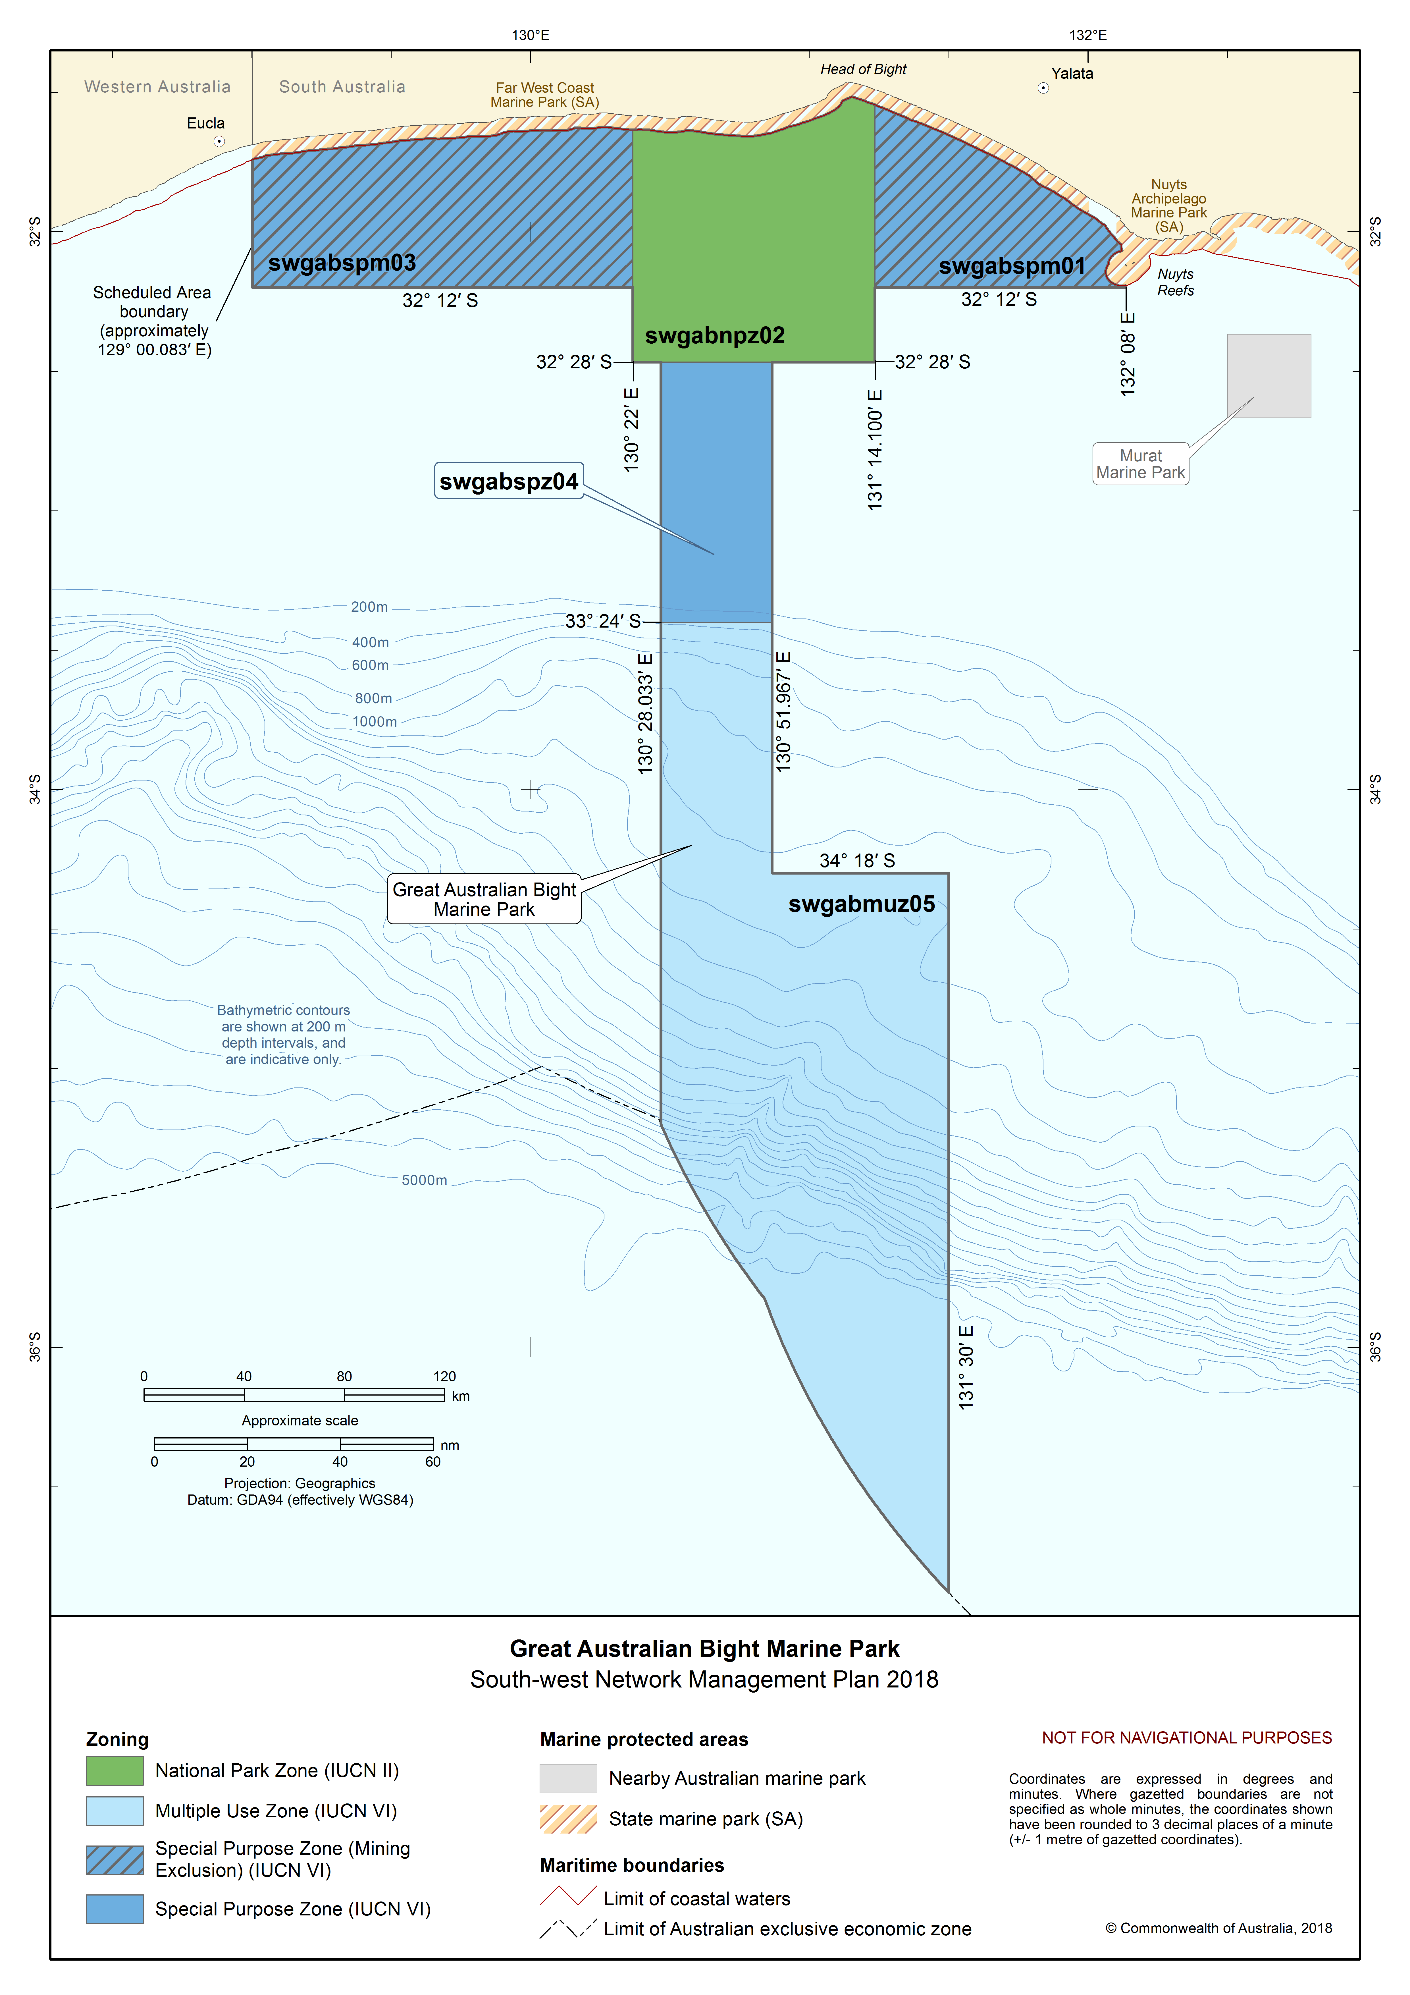 130°E
132°E
Western Australia
South Australia
Far West Coast
Marine Park (SA)
Head of Bight
Yalata
Eucla
Nuyts
Archipelago
Marine Park
(SA)
32°S
32°S
swgabspm03
swgabspm01
Nuyts
Reefs
Scheduled Area
boundary
(approximately
129° 00.083′ E)
32° 12′ S
32° 12′ S
swgabnpz02
32° 28′ S
32° 28′ S
132° 08′ E
130° 22′ E
131° 14.100′ E
Murat
Marine Park
swgabspz04
200m
33° 24′ S
400m
600m
800m
1000m
130° 28.033′ E
130° 51.967′ E
34°S
34°S
34° 18′ S
Great Australian Bight
Marine Park
swgabmuz05
Bathymetric contours
are shown at 200 m
depth intervals, and
are indicative only.
5000m
36°S
36°S
131° 30′ E
0 40 80 120
km
Approximate scale
nm
0 20 40 60
Projection: Geographics
Datum: GDA94 (effectively WGS84)
Great Australian Bight Marine Park
South-west Network Management Plan 2018
Zoning
National Park Zone (IUCN II)
Multiple Use Zone (IUCN VI)
Special Purpose Zone (Mining
Exclusion) (IUCN VI)
Special Purpose Zone (IUCN VI)
Marine protected areas
Nearby Australian marine park
State marine park (SA)
Maritime boundaries
Limit of coastal waters
Limit of Australian exclusive economic zone
NOT FOR NAVIGATIONAL PURPOSES
Coordinates are expressed in degrees and
minutes. Where gazetted boundaries are not
specified as whole minutes, the coordinates shown
have been rounded to 3 decimal places of a minute
(+/- 1 metre of gazetted coordinates).
© Commonwealth of Australia, 2018